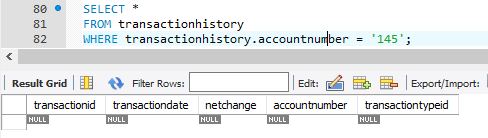 80 SELECT *
81 FROM transactionhistory
82 WHERE transactionhistory.accountnumber = '145';
Result Grid Filter Rows: Edit: Export/Import:
transactionid transactiondate netchange accountnumber transactiontypeid
NULL NULL NULL NULL NULL